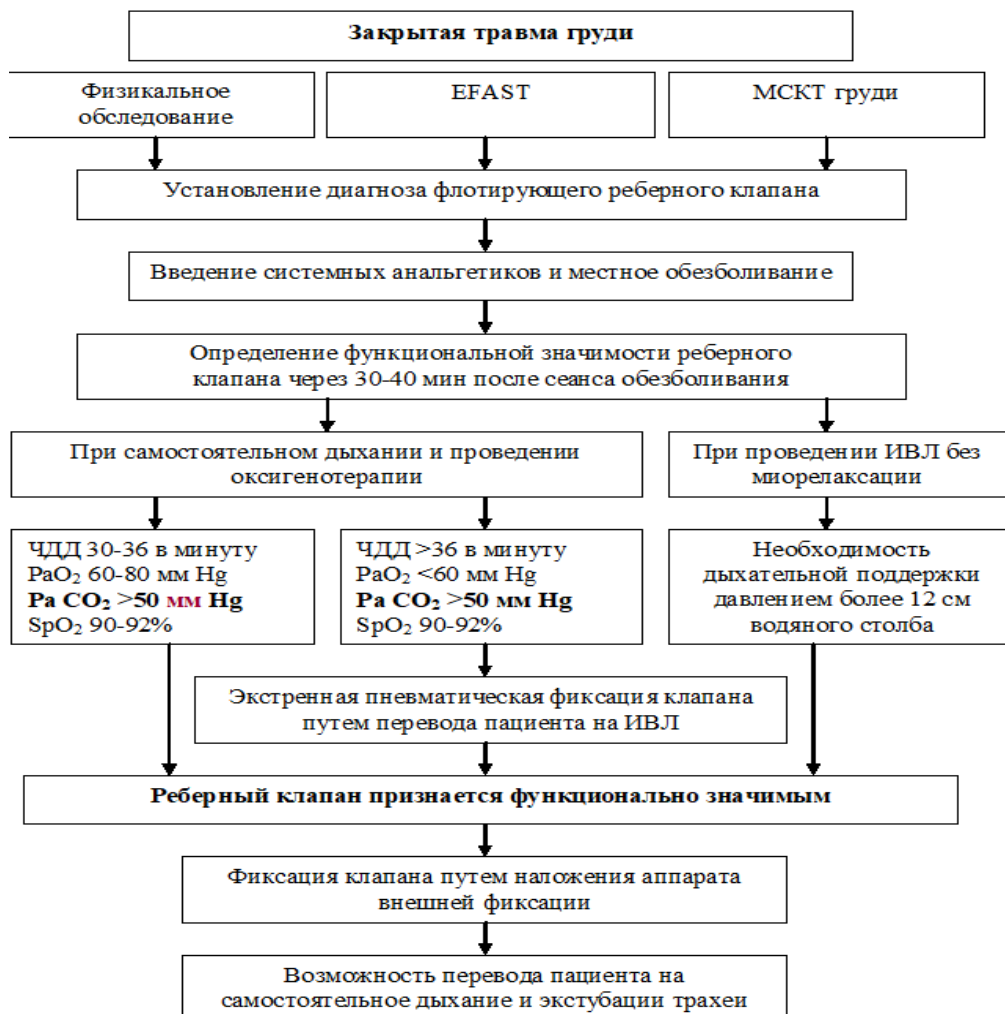 Закрытая травма груди
Физикальное
обследование
EFAST
МСКТ груди
Установление диагноза флотирующего реберного клапана
Введение системных анальгетиков и местное обезболивание
Определение функциональной значимости реберного
клапана через 30-40 мин после сеанса обезболивания
При самостоятельном дыхании и проведении
оксигенотерапии
При проведении ИВЛ без
миорелаксации
ЧДД 30-36 в минуту
PaO₂ 60-80 мм Hg
Pa CO₂ >50 мм Hg
SpO₂ 90-92%
ЧДД >36 в минуту
PaO₂ <60 мм Hg
Pa CO₂ >50 мм Hg
SpO₂ 90-92%
Необходимость
дыхательной поддержки
давлением более 12 см
водяного столба
Экстренная пневматическая фиксация клапана
путем перевода пациента на ИВЛ
Реберный клапан признается функционально значимым
Фиксация клапана путем наложения аппарата
внешней фиксации
Возможность перевода пациента на
самостоятельное дыхание и экстубации трахеи